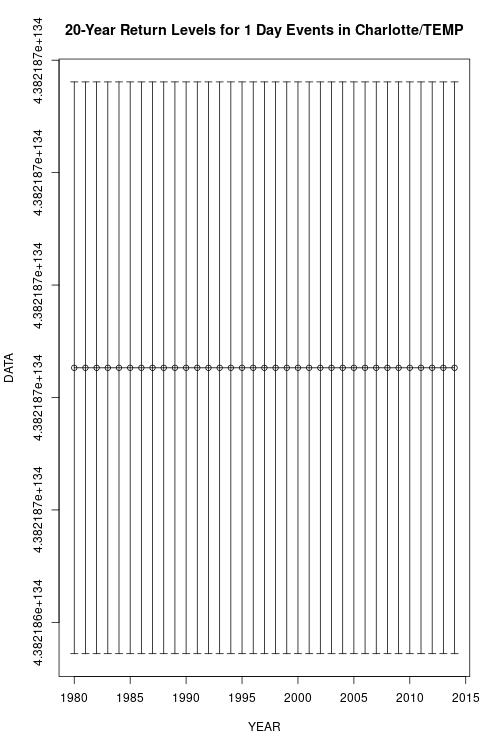 20-Year Return Levels for 1 Day Events in Charlotte/TEMP
4.382187e+134
4.382187e+134
4.382187e+134
4.382187e+134
4.382187e+134
4.382186e+134
DATA
1980
1985
1990
1995
2000
2005
2010
2015
YEAR